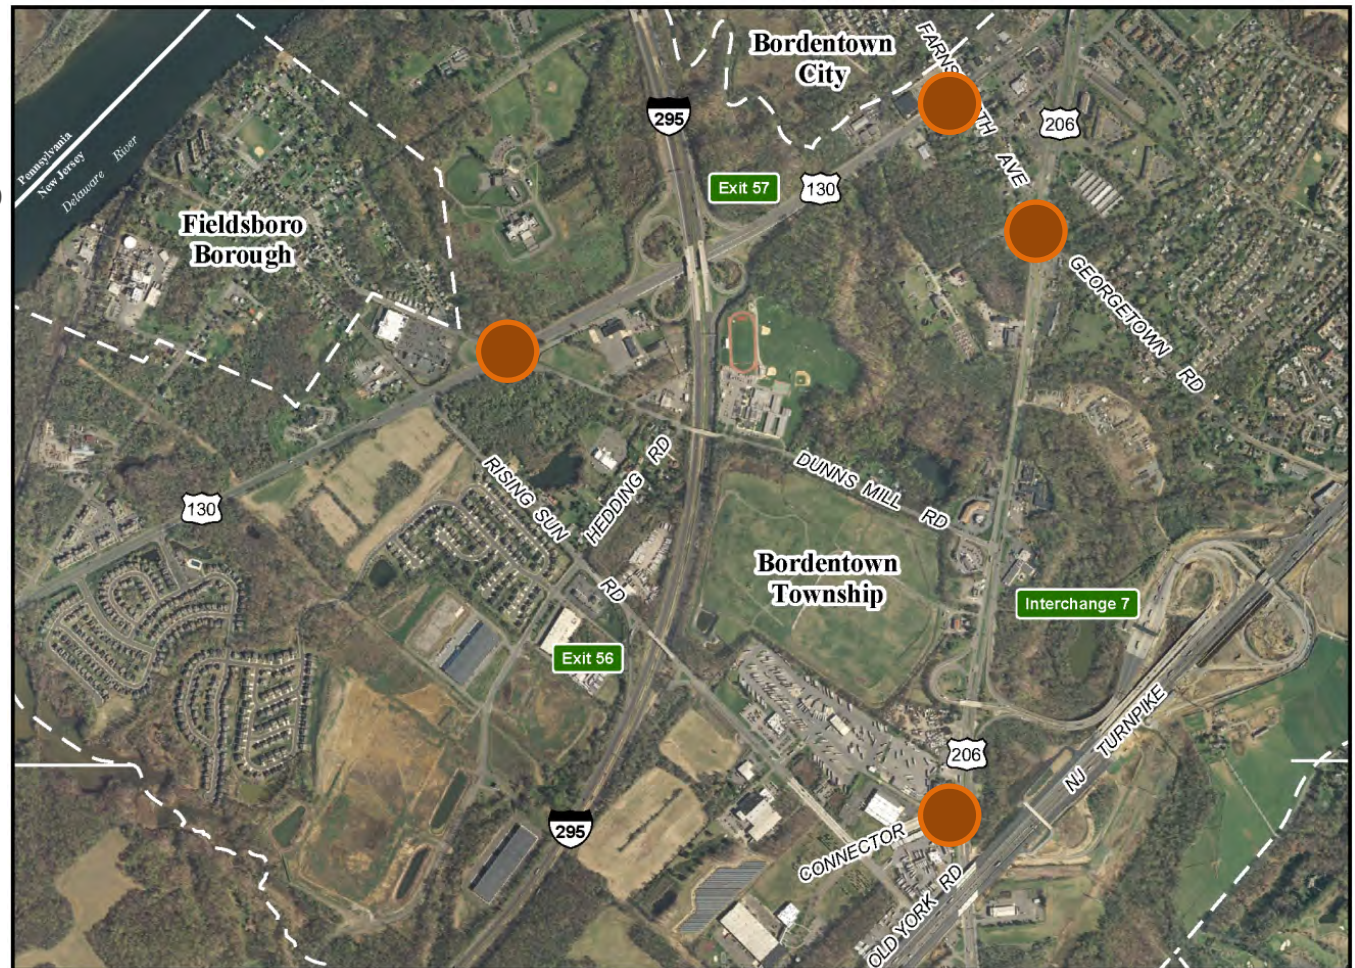 FARNS
TH
AVE
Bordentown
City
295
206
Exit 57
130
Pennsylvania
New Jersey
Delaware
River
Fieldsboro
Borough
GEORGETOWN
RD
RISING SUN
RD
HEDDING RD
DUNNS MILL RD
130
Bordentown
Township
Interchange 7
Exit 56
NJ TURNPIKE
206
295
CONNECTOR
OLD YORK RD